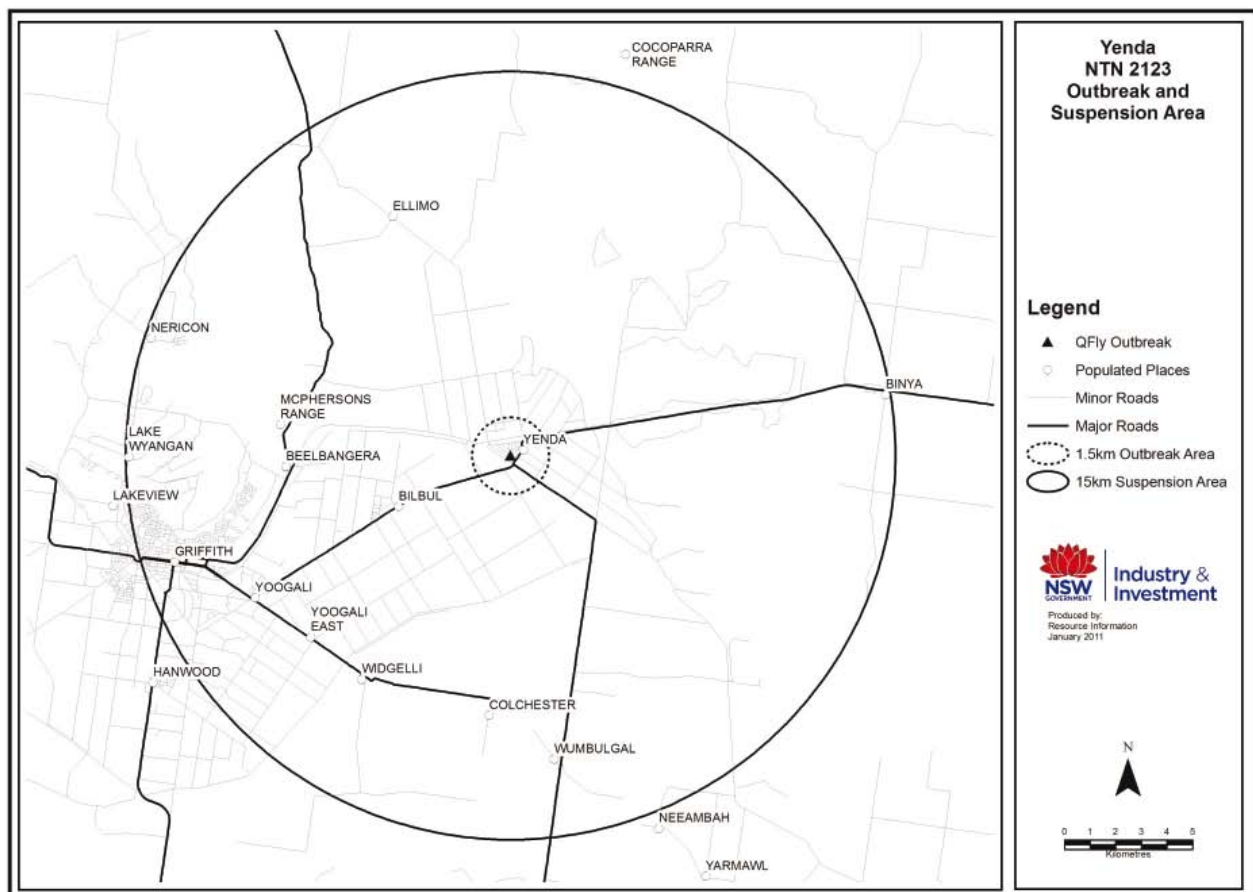 Yenda
NTN 2123
Outbreak and
Suspension Area
COCOPARRA
RANGE
ELLIMO
NERICON
MCPHERSONS
RANGE
BINYA
LAKE
WYANGAN
YENDA
BEELBANGERA
LAKEVIEW
BILBUL
GRIFFITH
YOOGALI
YOOGALI
EAST
HANWOOD
WIDGELLI
COLCHESTER
WUMBULGAL
NEEAMBAH
YARMAWL
Legend
QFly Outbreak
Populated Places
Minor Roads
Major Roads
1.5km Outbreak Area
15km Suspension Area
NSW
GOVERNMENT
Industry &
Investment
Produced by:
Resource Information
January 2011
N
0 1 2 3 4 5
Kilometres